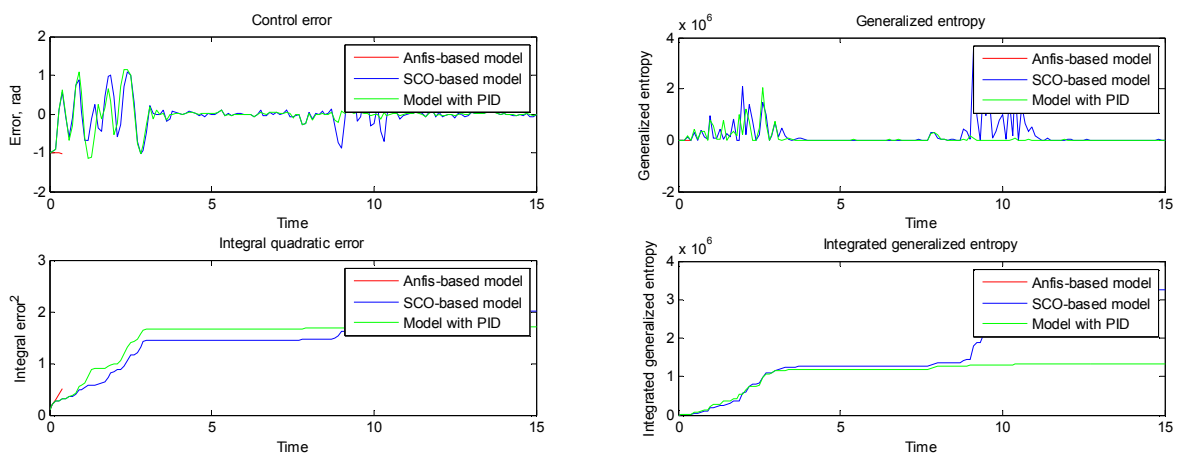 Control error
2
1
0
-1
-2
0
5
10
15
Error, rad
Time
Anfis-based model
SCO-based model
Model with PID
Generalized entropy
x 10^6
4
2
0
-2
0
5
10
15
Generalized entropy
Time
Anfis-based model
SCO-based model
Model with PID
Integral quadratic error
3
2
1
0
0
5
10
15
Integral error^2
Time
Anfis-based model
SCO-based model
Model with PID
Integrated generalized entropy
x 10^6
4
3
2
1
0
0
5
10
15
Integrated generalized entropy
Time
Anfis-based model
SCO-based model
Model with PID